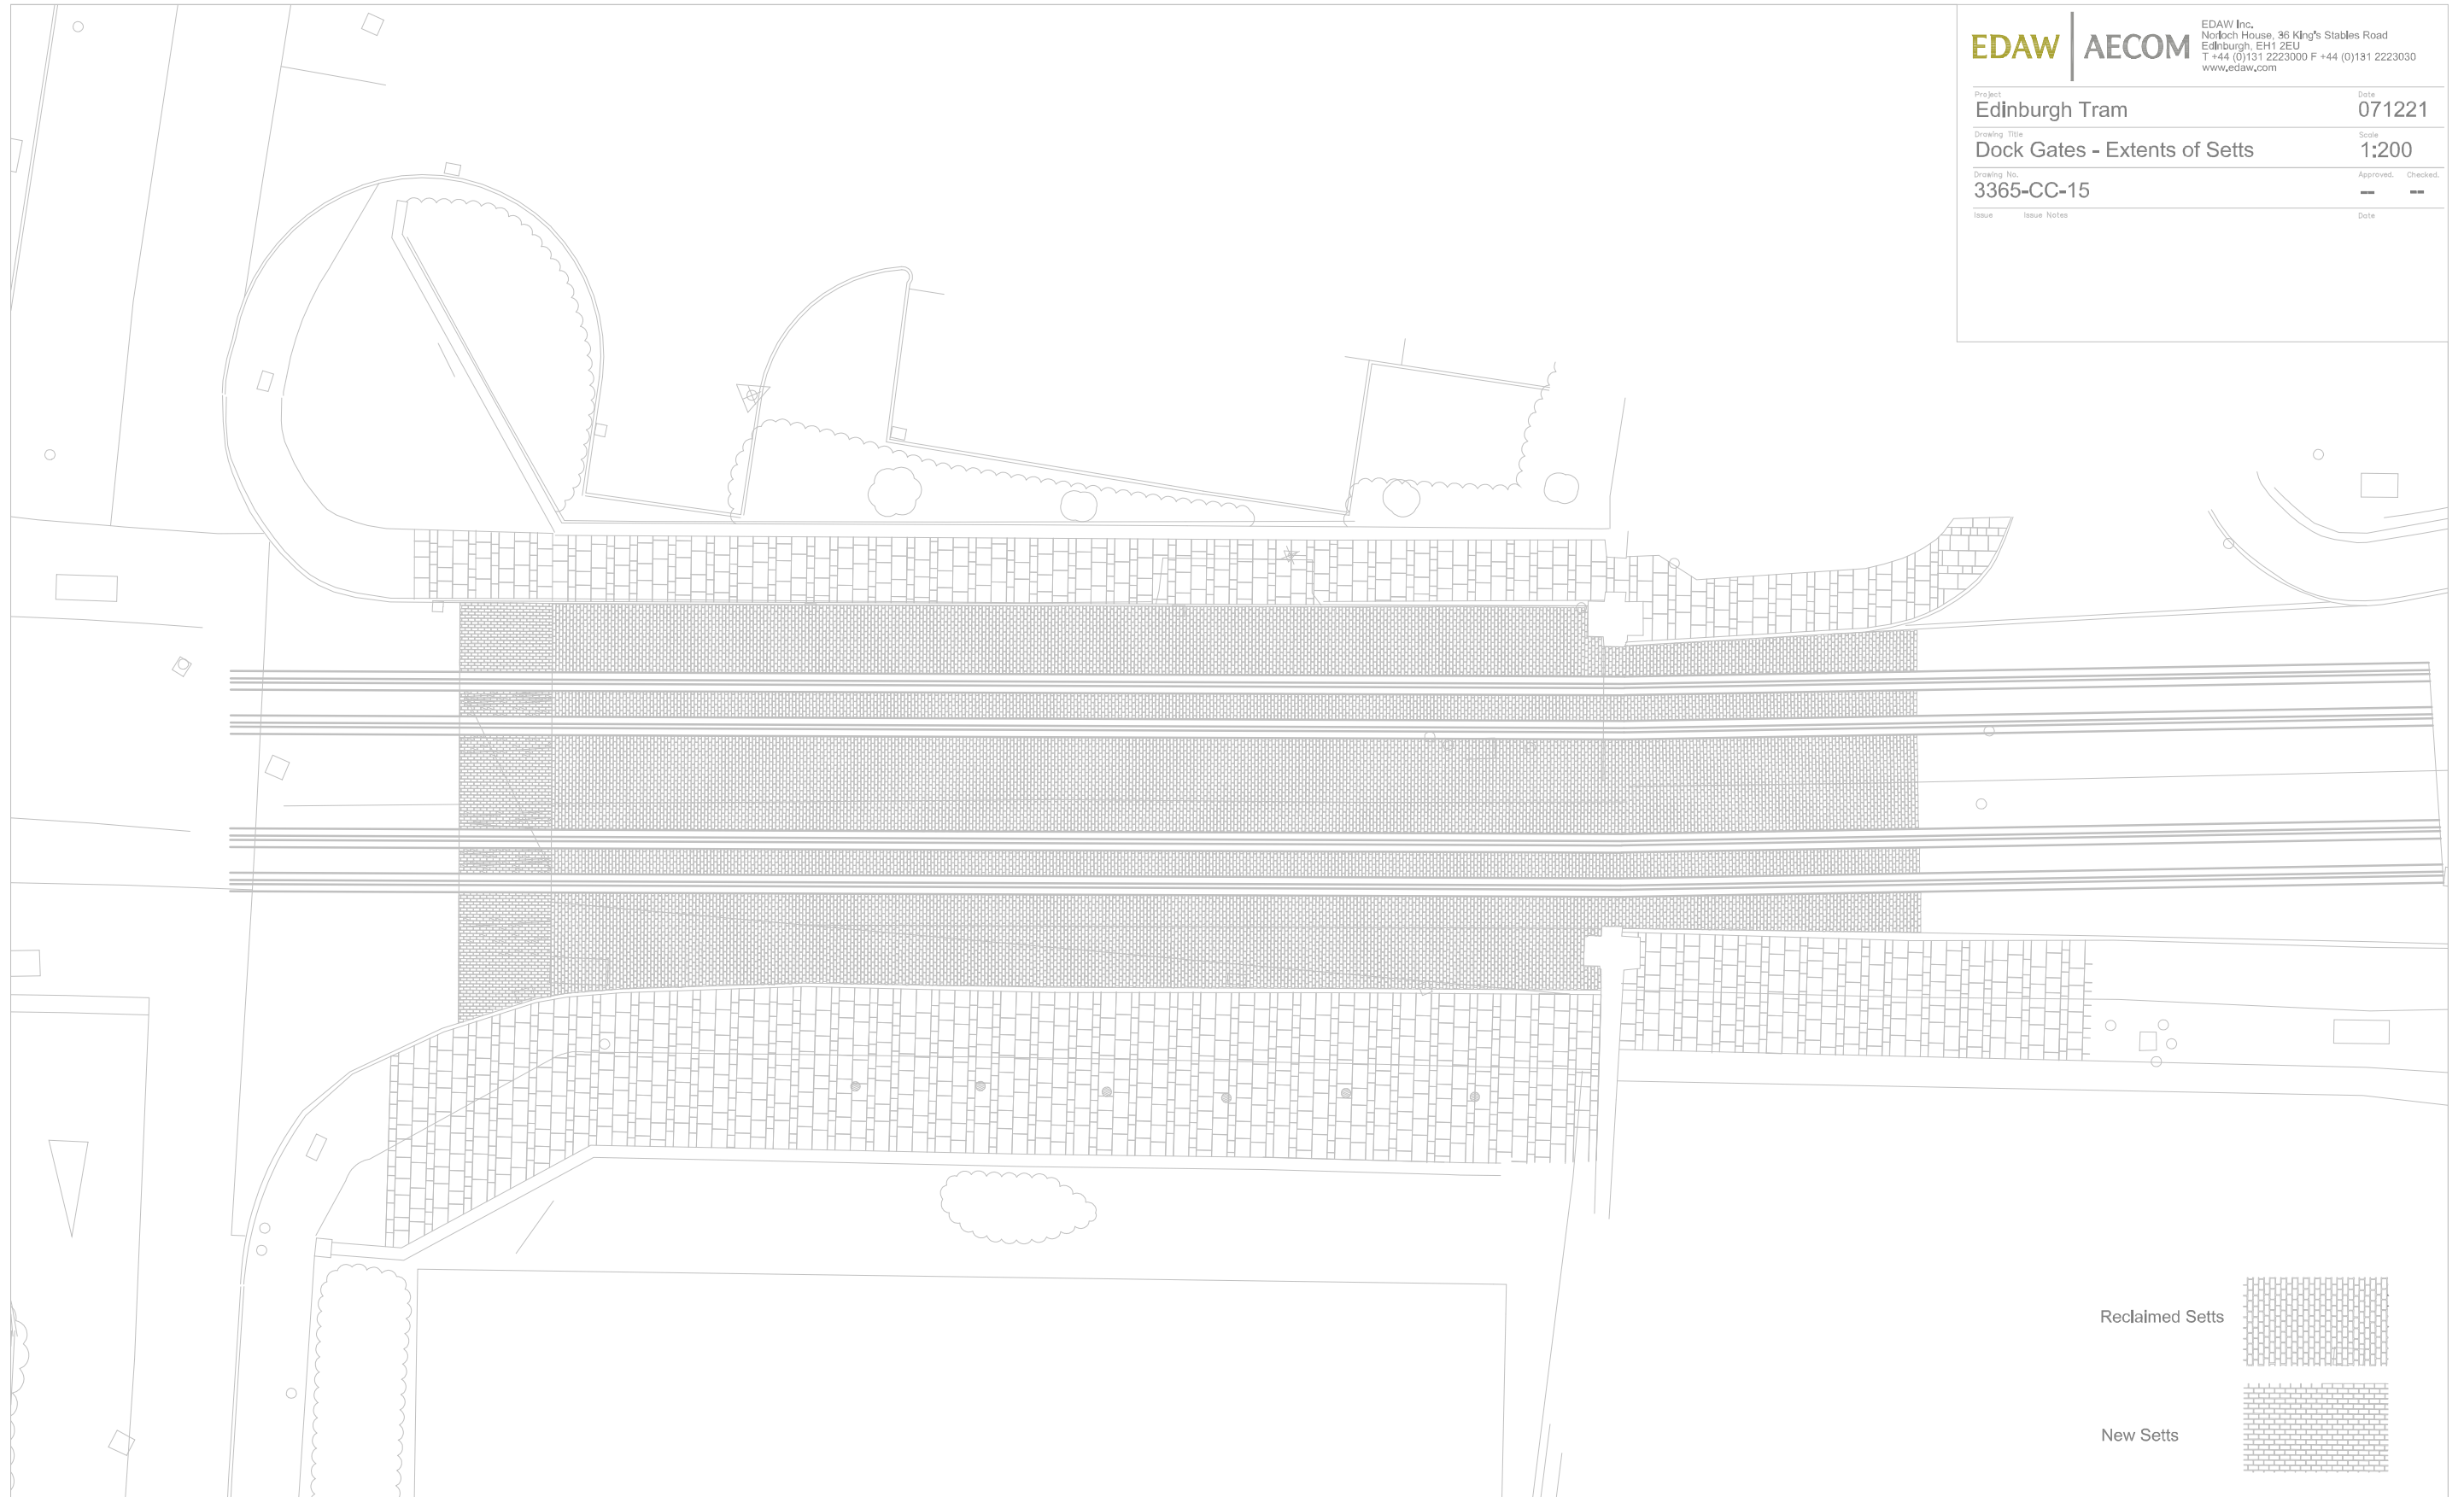 EDAW | AECOM
EDAW Inc.
Norloch House, 36 King's Stables Road
Edinburgh, EH1 2EU
T +44 (0)131 2223000 F +44 (0)131 2223030
www.edaw.com
Project Date
Edinburgh Tram 071221
Drawing Title Scale
Dock Gates - Extents of Setts 1:200
Drawing No. Approved. Checked.
3365-CC-15 -- --
Issue Issue Notes Date
Reclaimed Setts
New Setts